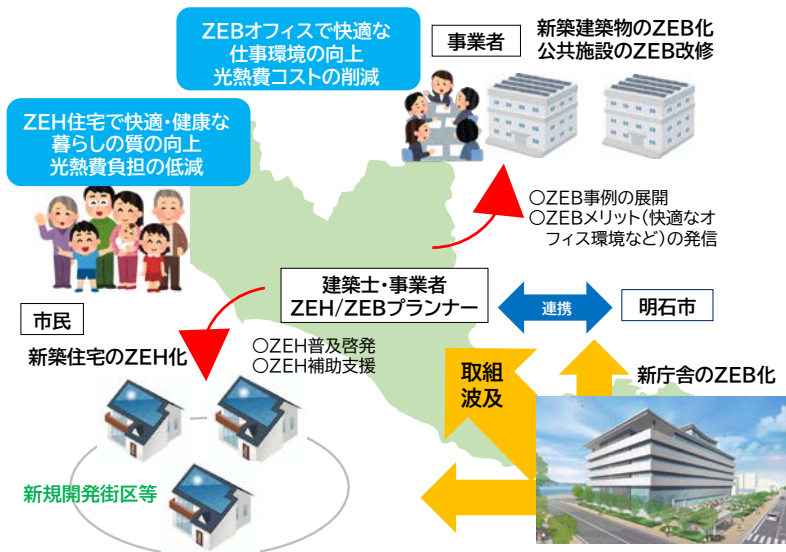 ZEBオフィスで快適な
仕事環境の向上
光熱費コストの削減
事業者
新築建築物のZEB化
公共施設のZEB改修
ZEH住宅で快適・健康な
暮らしの質の向上
光熱費負担の低減
○ZEB事例の展開
○ZEBメリット(快適なオ
フィス環境など)の発信
建築士・事業者
ZEH/ZEBプランナー
連携
明石市
市民
新築住宅のZEH化
○ZEH普及啓発
○ZEH補助支援
取組
波及
新庁舎のZEB化
新規開発街区等